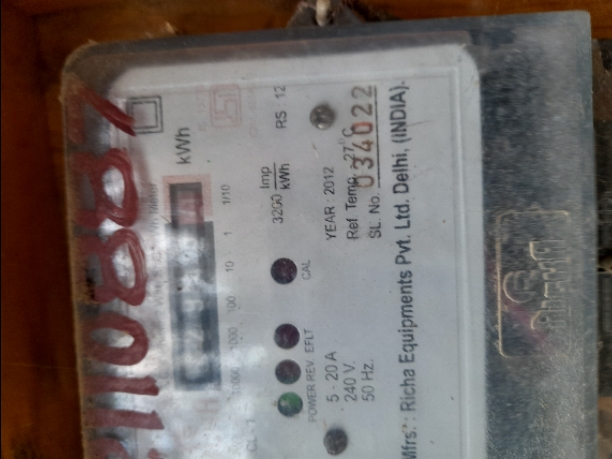 110887
kWh
10000 1000 100 10 1 1/10
3200 Imp/kWh
RS 12
CAL
POWER REV EFLT
5 - 20 A
240 V.
50 Hz.
YEAR : 2012
Ref. Temp. -27°C
SL. No. 034022
Mfrs. : Richa Equipments Pvt. Ltd. Delhi, (INDIA).